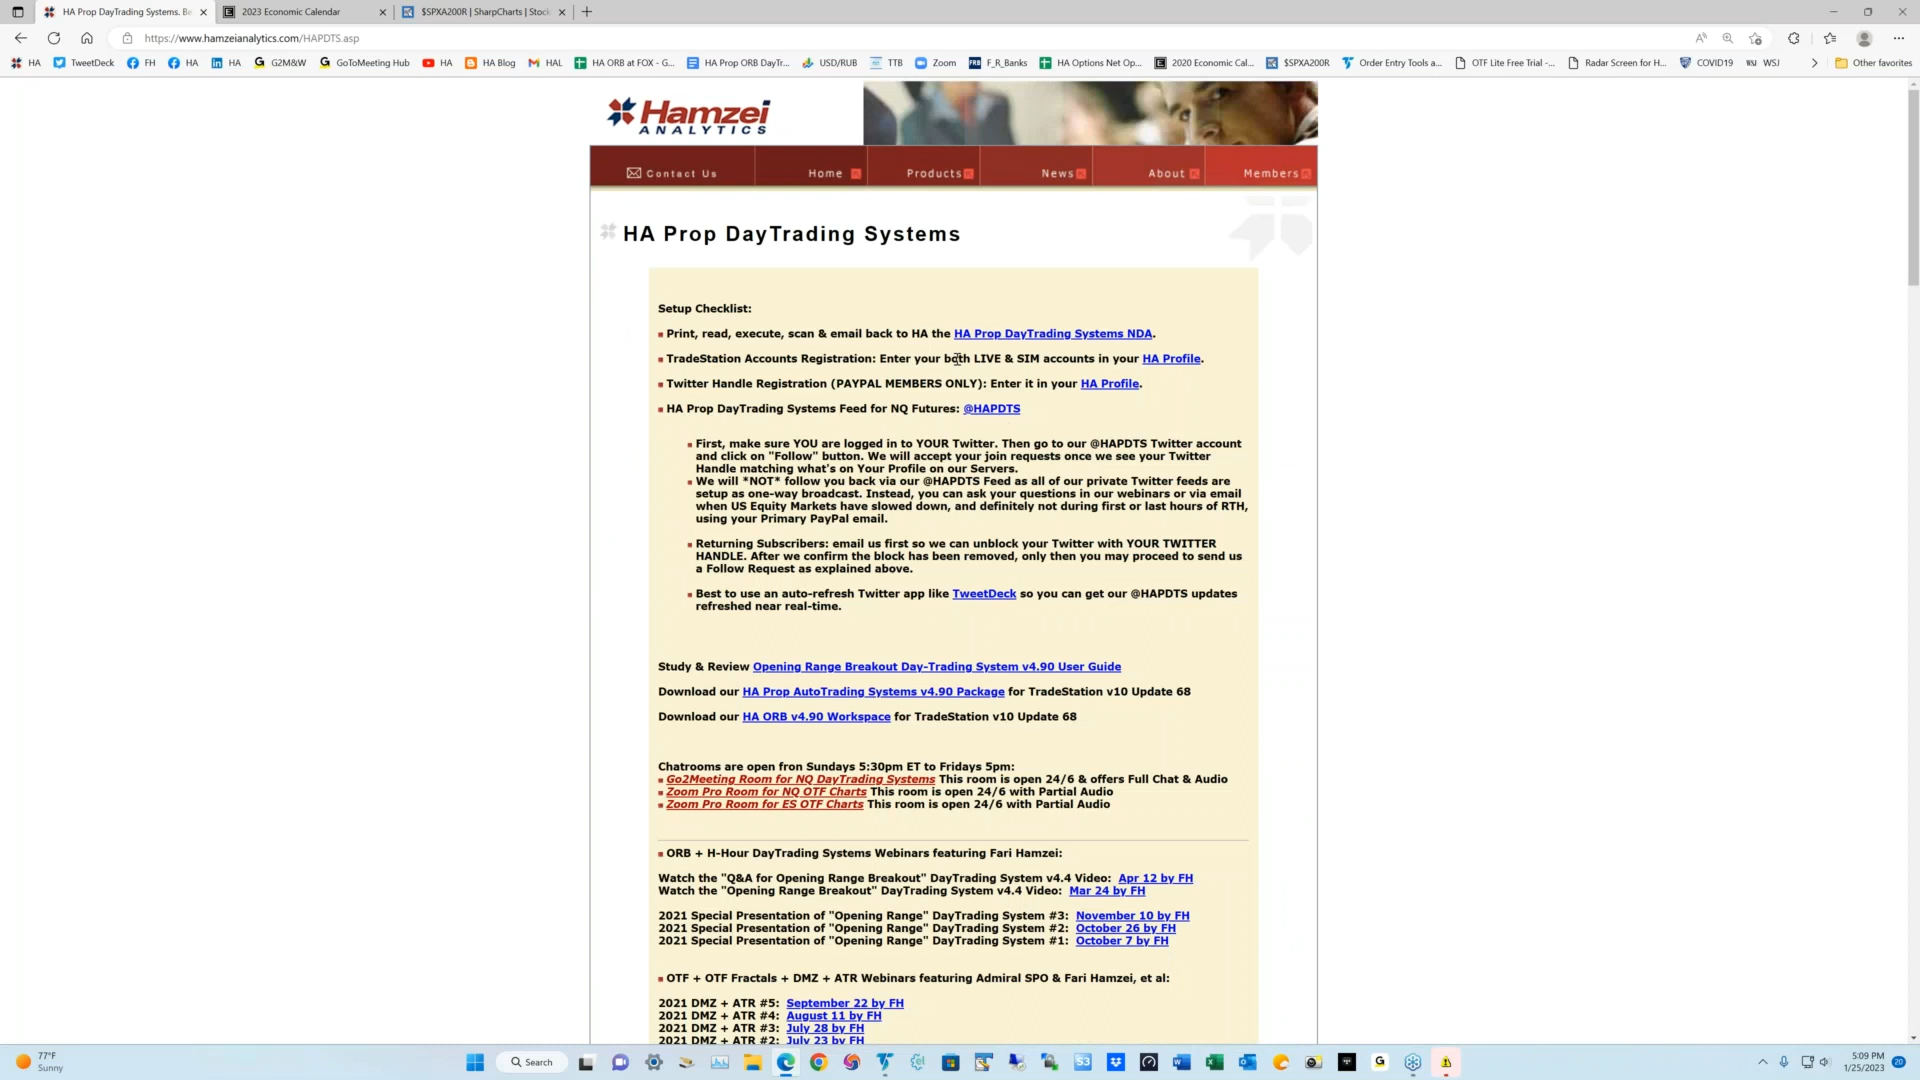 HA Prop DayTrading Systems. Be
2023 Economic Calendar
$SPXA200R | SharpCharts | Stock
https://www.hamzeianalytics.com/HAPDTS.asp
HA TweetDeck FH HA HA G2M&W GoToMeeting Hub HA HA Blog HAL HA ORB at FOX - G... HA Prop ORB DayTr... USD/RUB TTB Zoom F_R_Banks HA Options Net Op... 2020 Economic Cal... $SPXA200R Order Entry Tools a... OTF Lite Free Trial -... Radar Screen for H... COVID19 WSJ Other favorites
Hamzei
ANALYTICS
Contact Us Home Products News About Members
HA Prop DayTrading Systems
Setup Checklist:
Print, read, execute, scan & email back to HA the HA Prop DayTrading Systems NDA.
TradeStation Accounts Registration: Enter your both LIVE & SIM accounts in your HA Profile.
Twitter Handle Registration (PAYPAL MEMBERS ONLY): Enter it in your HA Profile.
HA Prop DayTrading Systems Feed for NQ Futures: @HAPDTS
First, make sure YOU are logged in to YOUR Twitter. Then go to our @HAPDTS Twitter account
and click on "Follow" button. We will accept your join requests once we see your Twitter
Handle matching what's on Your Profile on our Servers.
We will *NOT* follow you back via our @HAPDTS Feed as all of our private Twitter feeds are
setup as one-way broadcast. Instead, you can ask your questions in our webinars or via email
when US Equity Markets have slowed down, and definitely not during first or last hours of RTH,
using your Primary PayPal email.
Returning Subscribers: email us first so we can unblock your Twitter with YOUR TWITTER
HANDLE. After we confirm the block has been removed, only then you may proceed to send us
a Follow Request as explained above.
Best to use an auto-refresh Twitter app like TweetDeck so you can get our @HAPDTS updates
refreshed near real-time.
Study & Review Opening Range Breakout Day-Trading System v4.90 User Guide
Download our HA Prop AutoTrading Systems v4.90 Package for TradeStation v10 Update 68
Download our HA ORB v4.90 Workspace for TradeStation v10 Update 68
Chatrooms are open fron Sundays 5:30pm ET to Fridays 5pm:
Go2Meeting Room for NQ DayTrading Systems This room is open 24/6 & offers Full Chat & Audio
Zoom Pro Room for NQ OTF Charts This room is open 24/6 with Partial Audio
Zoom Pro Room for ES OTF Charts This room is open 24/6 with Partial Audio
ORB + H-Hour DayTrading Systems Webinars featuring Fari Hamzei:
Watch the "Q&A for Opening Range Breakout" DayTrading System v4.4 Video: Apr 12 by FH
Watch the "Opening Range Breakout" DayTrading System v4.4 Video: Mar 24 by FH
2021 Special Presentation of "Opening Range" DayTrading System #3: November 10 by FH
2021 Special Presentation of "Opening Range" DayTrading System #2: October 26 by FH
2021 Special Presentation of "Opening Range" DayTrading System #1: October 7 by FH
OTF + OTF Fractals + DMZ + ATR Webinars featuring Admiral SPO & Fari Hamzei, et al:
2021 DMZ + ATR #5: September 22 by FH
2021 DMZ + ATR #4: August 11 by FH
2021 DMZ + ATR #3: July 28 by FH
2021 DMZ + ATR #2: July 23 by FH
77°F
Sunny
Search
5:09 PM
1/25/2023
20